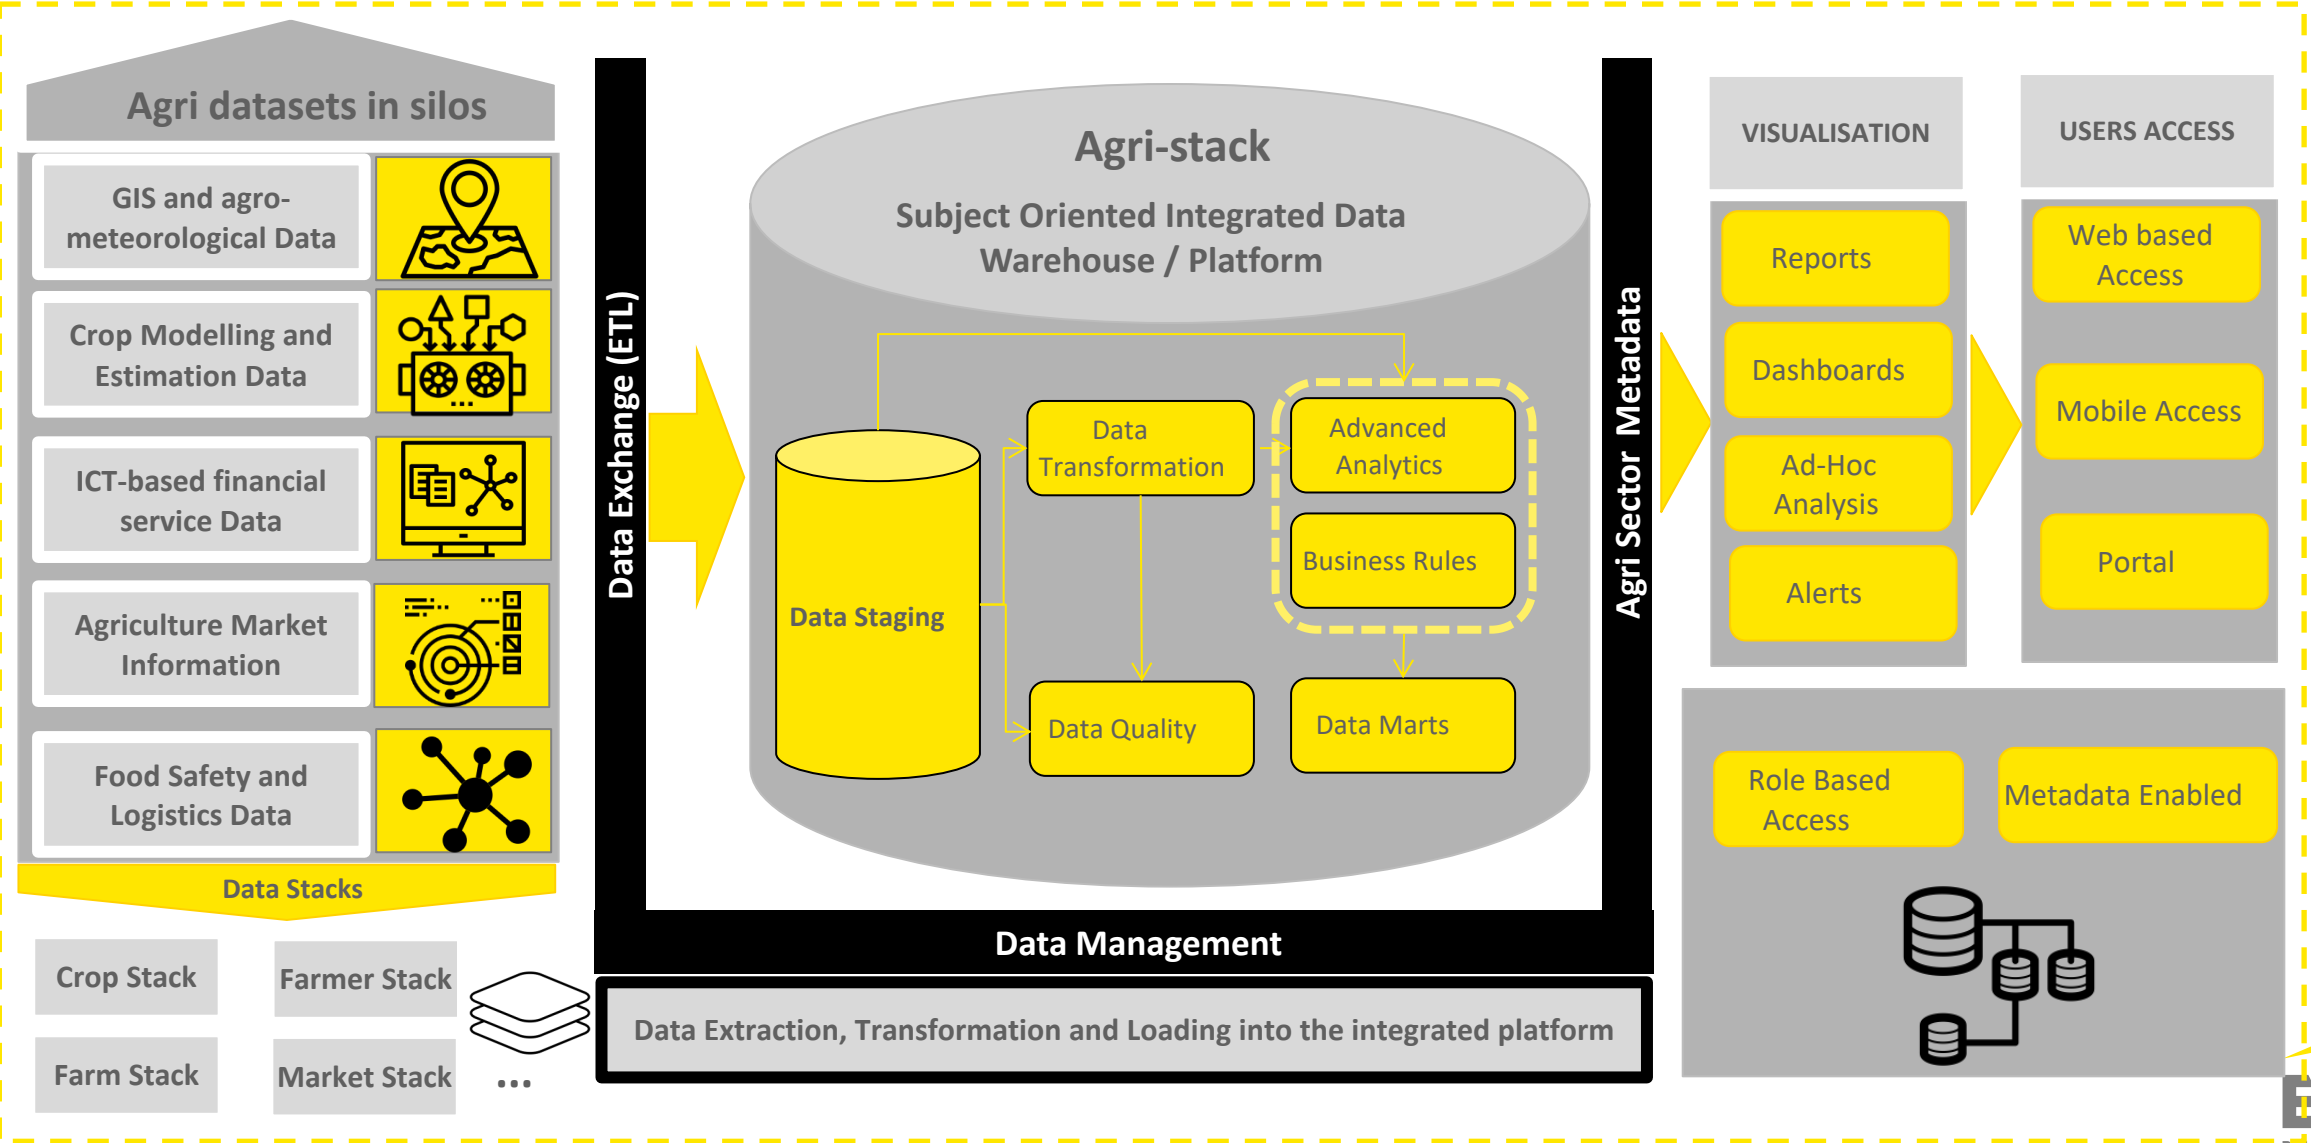 Agri datasets in silos
GIS and agro-
meteorological Data
Crop Modelling and
Estimation Data
ICT-based financial
service Data
Agriculture Market
Information
Food Safety and
Logistics Data
Data Stacks
Crop Stack
Farmer Stack
Farm Stack
Market Stack
...
Data Exchange (ETL)
Agri-stack
Subject Oriented Integrated Data
Warehouse / Platform
Data Staging
Data
Transformation
Data Quality
Advanced
Analytics
Business Rules
Data Marts
Agri Sector Metadata
Data Management
Data Extraction, Transformation and Loading into the integrated platform
VISUALISATION
Reports
Dashboards
Ad-Hoc
Analysis
Alerts
USERS ACCESS
Web based
Access
Mobile Access
Portal
Role Based
Access
Metadata Enabled